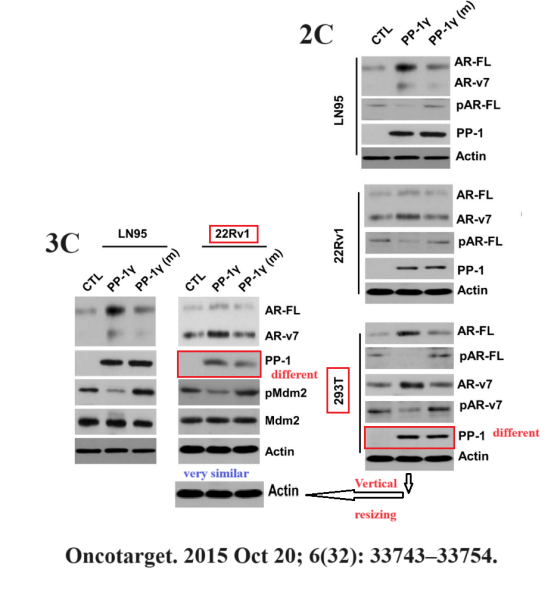 2C
CTL PP-1γ PP-1γ (m)
LN95
AR-FL
AR-v7
pAR-FL
PP-1
Actin
22Rv1
AR-FL
AR-v7
pAR-FL
PP-1
Actin
293T
AR-FL
pAR-FL
AR-v7
pAR-v7
PP-1 different
Actin
3C
LN95 22Rv1
CTL PP-1γ PP-1γ (m) CTL PP-1γ PP-1γ (m)
AR-FL
AR-v7
PP-1
different
pMdm2
Mdm2
Actin
very similar
Actin
Vertical
resizing
Oncotarget. 2015 Oct 20; 6(32): 33743–33754.